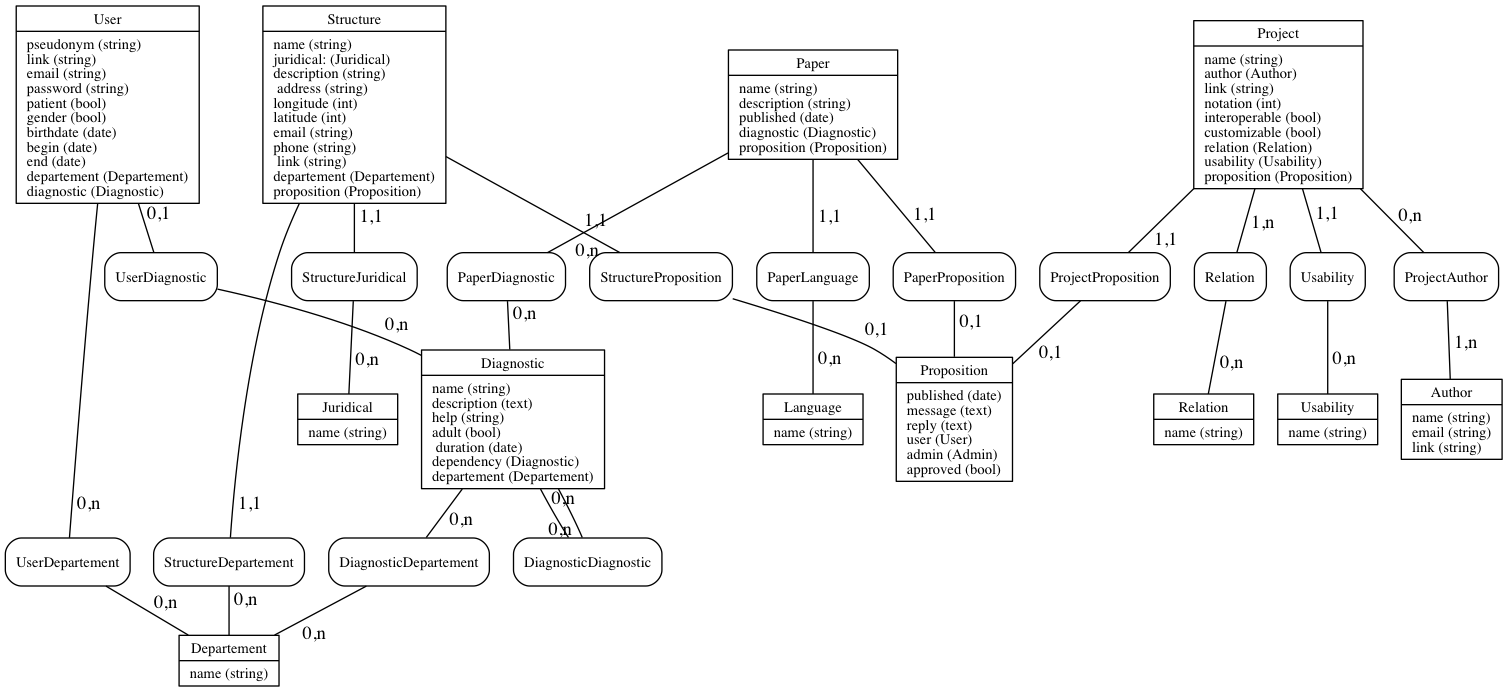 User
pseudonym (string)
link (string)
email (string)
password (string)
patient (bool)
gender (bool)
birthdate (date)
begin (date)
end (date)
departement (Departement)
diagnostic (Diagnostic)
Structure
name (string)
juridical: (Juridical)
description (string)
address (string)
longitude (int)
latitude (int)
email (string)
phone (string)
link (string)
departement (Departement)
proposition (Proposition)
Paper
name (string)
description (string)
published (date)
diagnostic (Diagnostic)
proposition (Proposition)
Project
name (string)
author (Author)
link (string)
notation (int)
interoperable (bool)
customizable (bool)
relation (Relation)
usability (Usability)
proposition (Proposition)
0,1
1,1
1,1
0,n
1,1
1,1
1,1
1,n
1,1
0,n
UserDiagnostic
StructureJuridical
PaperDiagnostic
StructureProposition
PaperLanguage
PaperProposition
ProjectProposition
Relation
Usability
ProjectAuthor
0,n
0,n
0,n
0,n
0,1
0,1
0,1
0,n
0,n
1,n
Diagnostic
name (string)
description (text)
help (string)
adult (bool)
duration (date)
dependency (Diagnostic)
departement (Departement)
Juridical
name (string)
Language
name (string)
Proposition
published (date)
message (text)
reply (text)
user (User)
admin (Admin)
approved (bool)
Relation
name (string)
Usability
name (string)
Author
name (string)
email (string)
link (string)
0,n
1,1
0,n
0,n
0,n
UserDepartement
StructureDepartement
DiagnosticDepartement
DiagnosticDiagnostic
0,n
0,n
0,n
Departement
name (string)